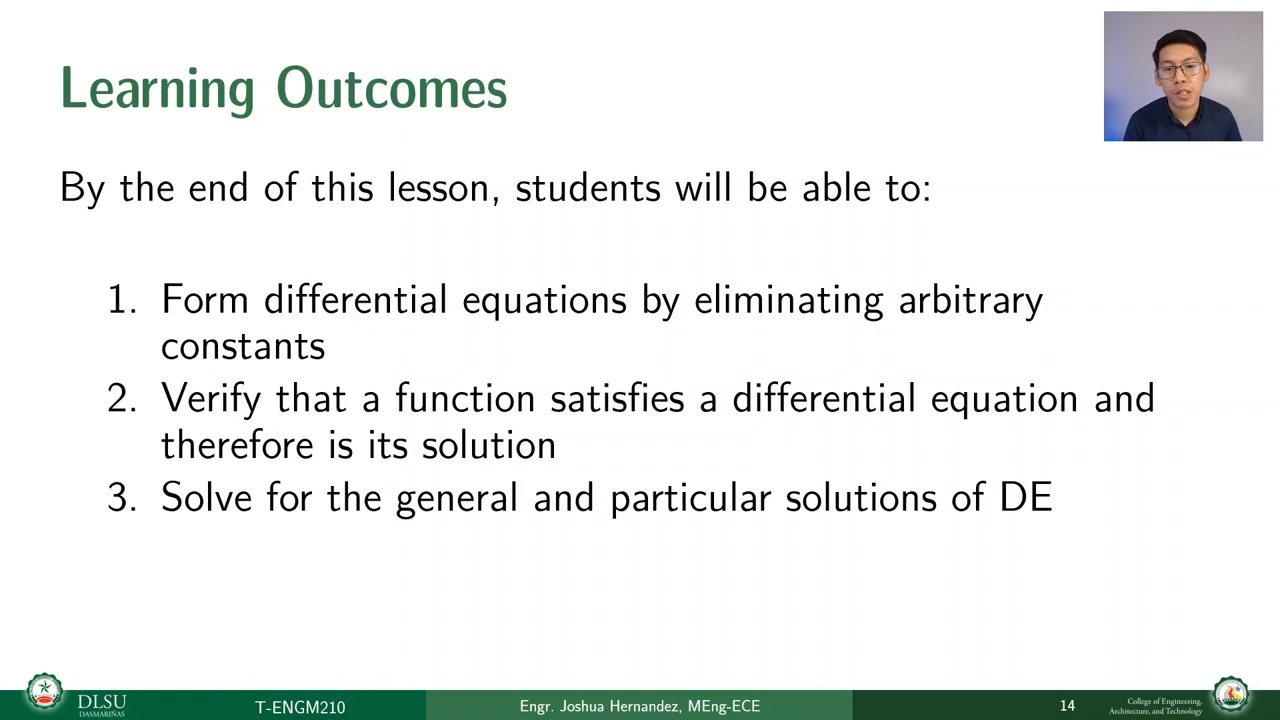 Learning Outcomes
By the end of this lesson, students will be able to:
1. Form differential equations by eliminating arbitrary
constants
2. Verify that a function satisfies a differential equation and
therefore is its solution
3. Solve for the general and particular solutions of DE
DLSU
DASMARIÑAS
T-ENGM210
Engr. Joshua Hernandez, MEng-ECE
14
College of Engineering,
Architecture, and Technology